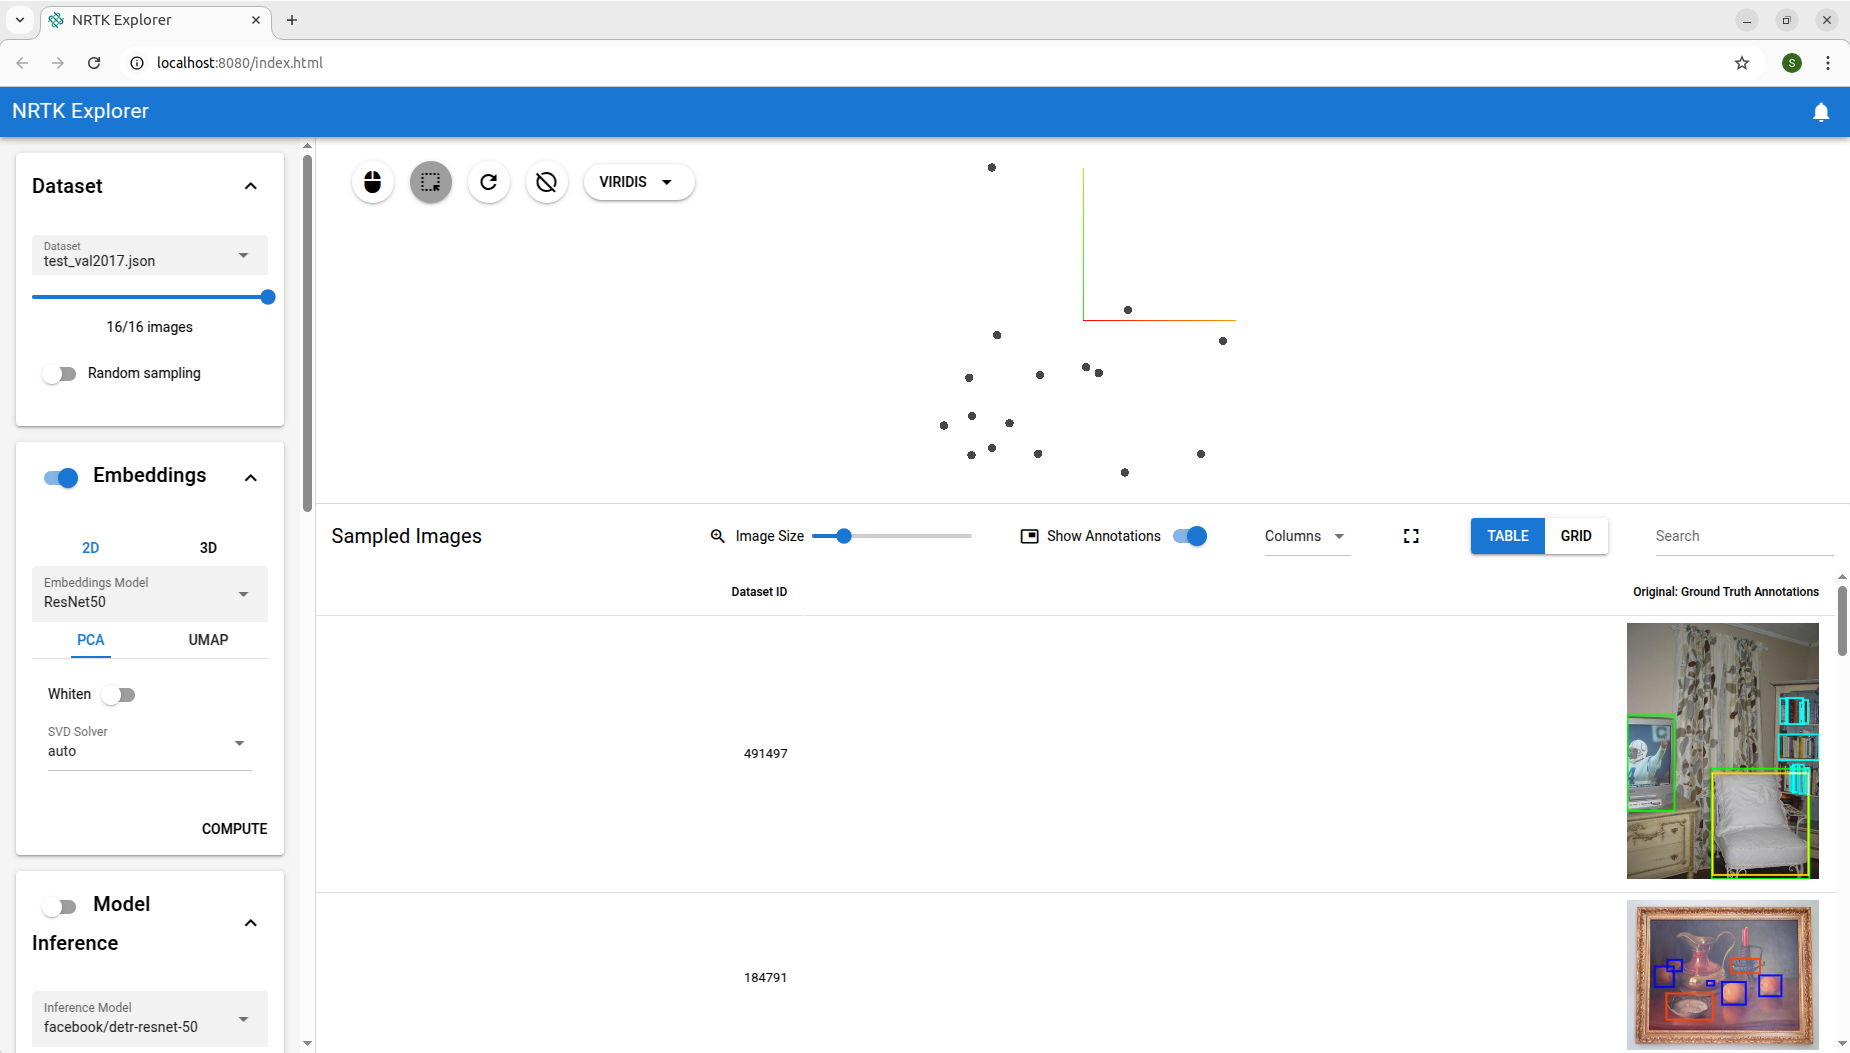 NRTK Explorer
localhost:8080/index.html
S
NRTK Explorer
Dataset
Dataset
test_val2017.json
16/16 images
Random sampling
Embeddings
2D 3D
Embeddings Model
ResNet50
PCA UMAP
Whiten
SVD Solver
auto
COMPUTE
Model
Inference
Inference Model
facebook/detr-resnet-50
VIRIDIS
Sampled Images Image Size Show Annotations Columns TABLE GRID Search
Dataset ID Original: Ground Truth Annotations
491497
184791